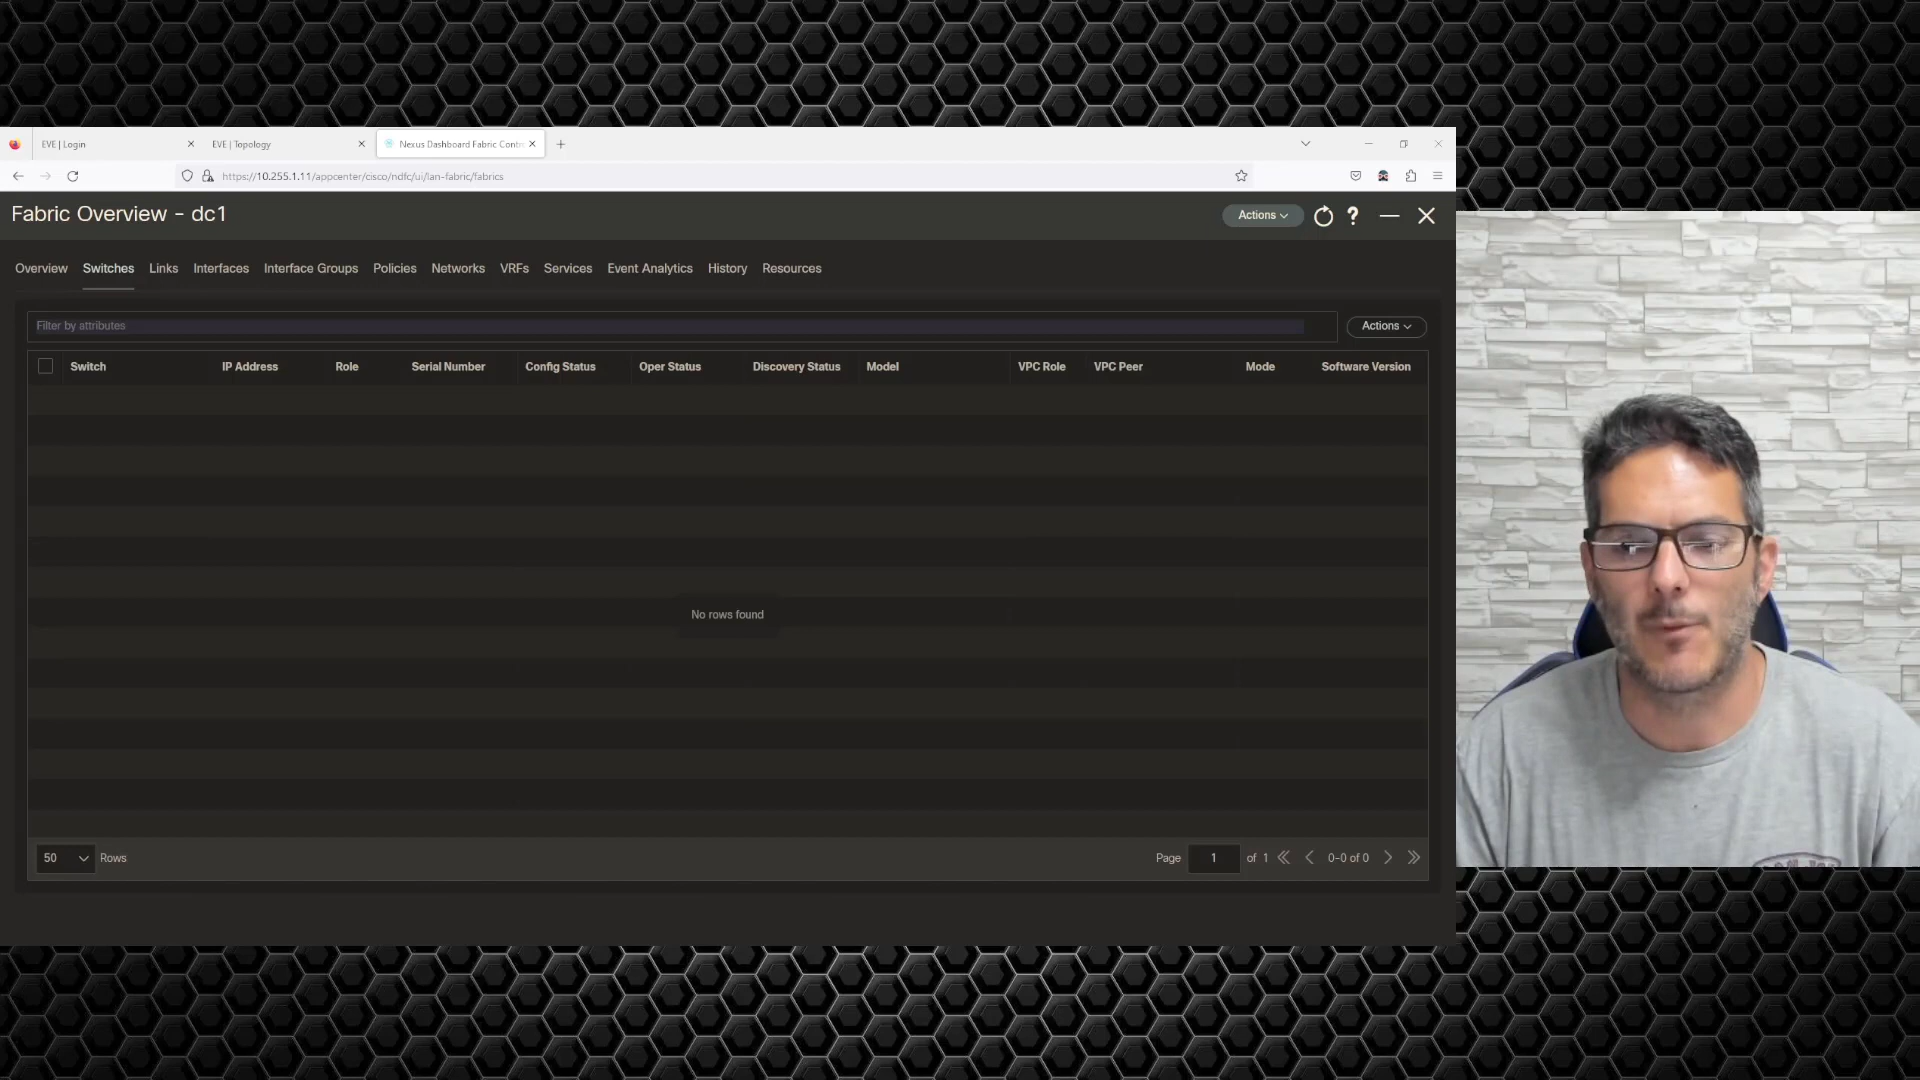 EVE | Login
EVE | Topology
Nexus Dashboard Fabric Contr
https://10.255.1.11/appcenter/cisco/ndfc/ui/lan-fabric/fabrics
Fabric Overview - dc1
Actions
?
Overview Switches Links Interfaces Interface Groups Policies Networks VRFs Services Event Analytics History Resources
Filter by attributes
Actions
Switch IP Address Role Serial Number Config Status Oper Status Discovery Status Model VPC Role VPC Peer Mode Software Version
No rows found
50 Rows
Page 1 of 1 0-0 of 0